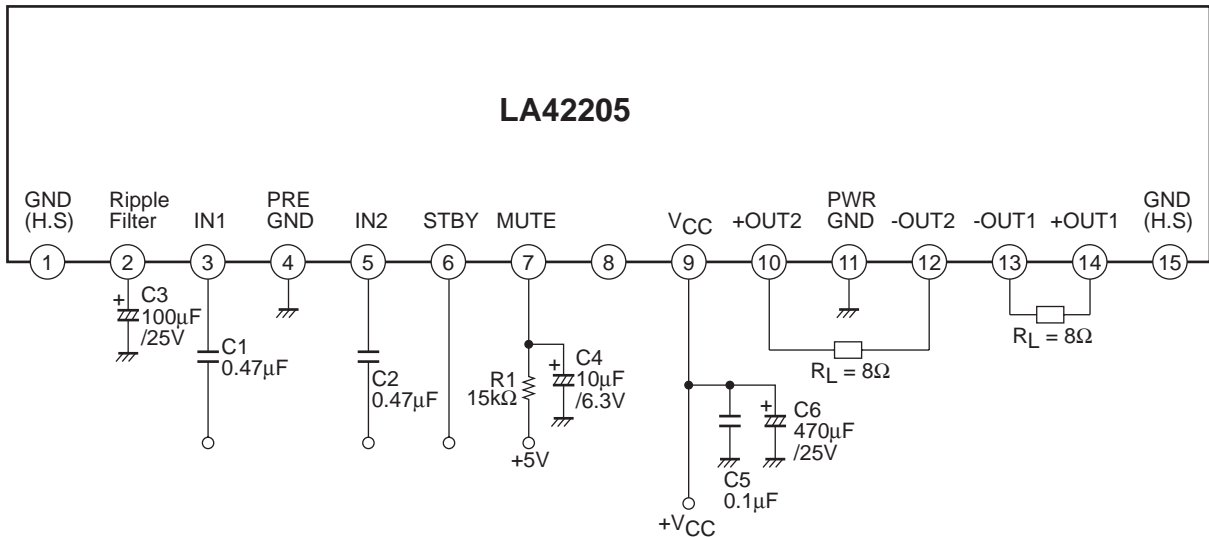 LA42205
GND
(H.S)
Ripple
Filter
IN1
PRE
GND
IN2
STBY
MUTE
VCC
+OUT2
PWR
GND
-OUT2
-OUT1
+OUT1
GND
(H.S)
1
2
3
4
5
6
7
8
9
10
11
12
13
14
15
+
C3
100μF
/25V
C1
0.47μF
C2
0.47μF
R1
15kΩ
+5V
+
C4
10μF
/6.3V
C5
0.1μF
+
C6
470μF
/25V
+VCC
RL = 8Ω
RL = 8Ω